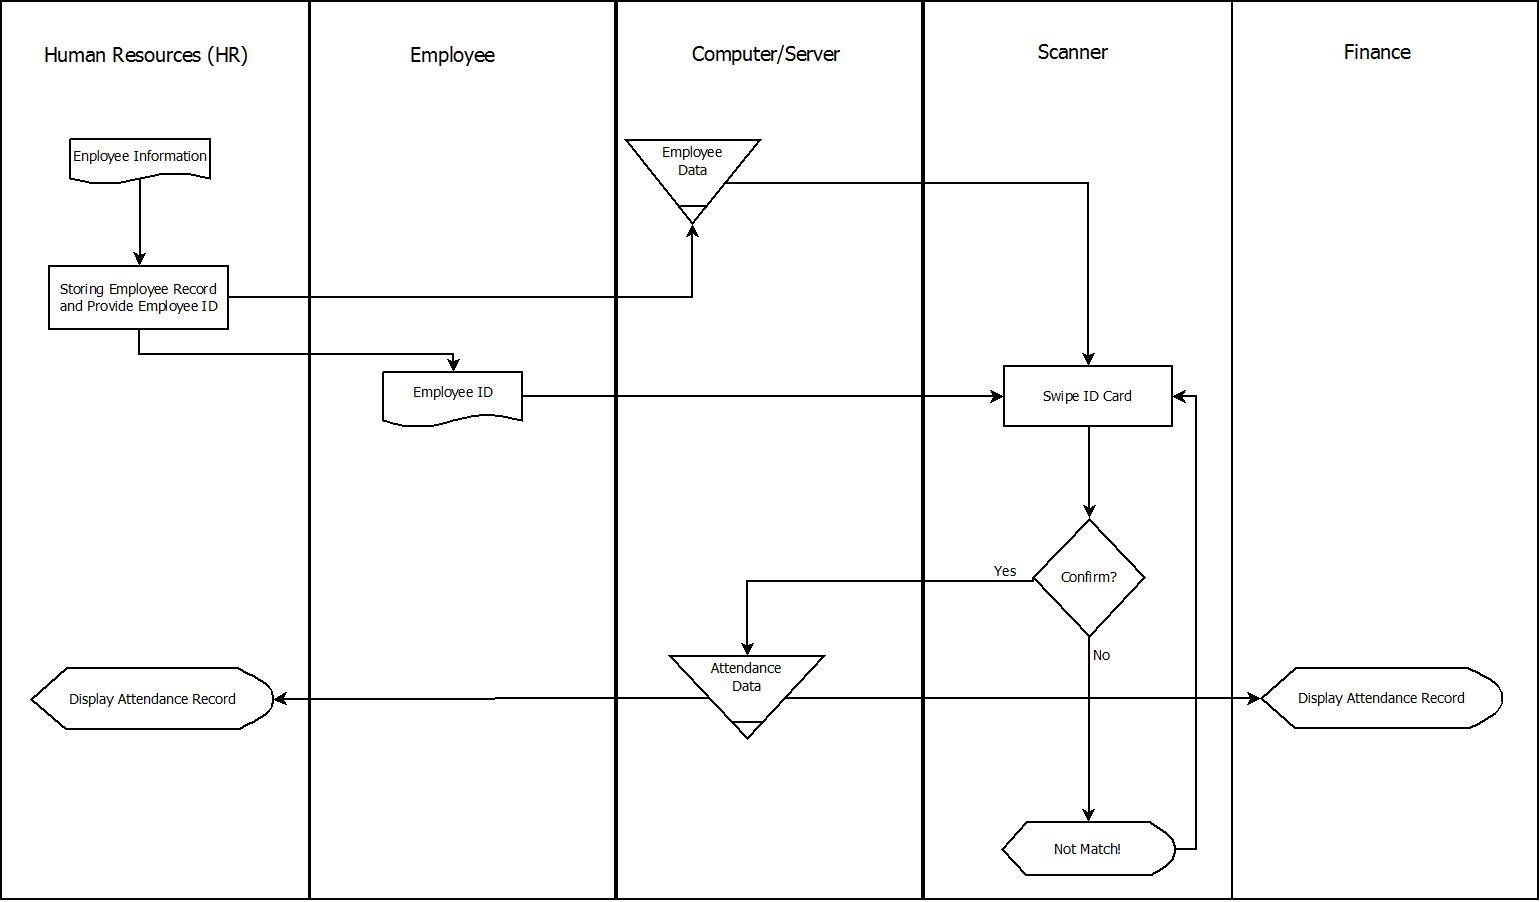 Human Resources (HR)
Employee
Computer/Server
Scanner
Finance
Enployee Information
Employee
Data
Storing Employee Record
and Provide Employee ID
Employee ID
Swipe ID Card
Yes
Confirm?
No
Display Attendance Record
Attendance
Data
Display Attendance Record
Not Match!